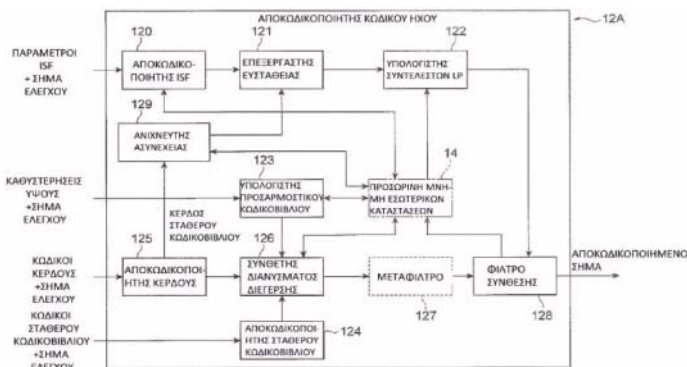 ΑΠΟΚΩΔΙΚΟΠΟΙΗΤΗΣ ΚΩΔΙΚΟΥ ΗΧΟΥ
12A
ΠΑΡΑΜΕΤΡΟΙ
ISF
+ΣΗΜΑ
ΕΛΕΓΧΟΥ
120
ΑΠΟΚΩΔΙΚΟ-
ΠΟΙΗΤΗΣ ISF
121
ΕΠΕΞΕΡΓΑΣΤΗΣ
ΕΥΣΤΑΘΕΙΑΣ
122
ΥΠΟΛΟΓΙΣΤΗΣ
ΣΥΝΤΕΛΕΣΤΩΝ LP
129
ΑΝΙΧΝΕΥΤΗΣ
ΑΣΥΝΕΧΕΙΑΣ
ΚΑΘΥΣΤΕΡΗΣΕΙΣ
ΥΨΟΥΣ
+ΣΗΜΑ
ΕΛΕΓΧΟΥ
123
ΥΠΟΛΟΓΙΣΤΗΣ
ΠΡΟΣΑΡΜΟΣΤΙΚΟΥ
ΚΩΔΙΚΟΒΙΒΛΙΟΥ
14
ΠΡΟΣΩΡΙΝΗ ΜΝΗ-
ΜΗ ΕΣΩΤΕΡΙΚΩΝ
ΚΑΤΑΣΤΑΣΕΩΝ
ΚΕΡΔΟΣ
ΣΤΑΘΕΡΟΥ
ΚΩΔΙΚΟΒΙΒΛΙΟΥ
ΚΩΔΙΚΟΙ
ΚΕΡΔΟΥΣ
+ΣΗΜΑ
ΕΛΕΓΧΟΥ
125
ΑΠΟΚΩΔΙΚΟΠΟΙ-
ΗΤΗΣ ΚΕΡΔΟΥΣ
126
ΣΥΝΘΕΤΗΣ
ΔΙΑΝΥΣΜΑΤΟΣ
ΔΙΕΓΕΡΣΗΣ
ΜΕΤΑΦΙΛΤΡΟ
127
ΦΙΛΤΡΟ
ΣΥΝΘΕΣΗΣ
128
ΑΠΟΚΩΔΙΚΟΠΟΙΗΜΕΝΟ
ΣΗΜΑ
ΚΩΔΙΚΟΙ
ΣΤΑΘΕΡΟΥ
ΚΩΔΙΚΟΒΙΒΛΙΟΥ
+ΣΗΜΑ
ΕΛΕΓΧΟΥ
ΑΠΟΚΩΔΙΚΟΠΟΙ-
ΗΤΗΣ ΣΤΑΘΕΡΟΥ
ΚΩΔΙΚΟΒΙΒΛΙΟΥ
124